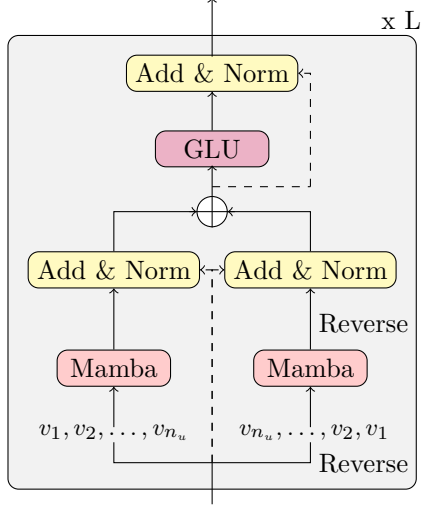 x L
Add & Norm
GLU
Add & Norm
Add & Norm
Reverse
Mamba
Mamba
v₁, v₂, . . . , vₙᵤ
vₙᵤ, . . . , v₂, v₁
Reverse